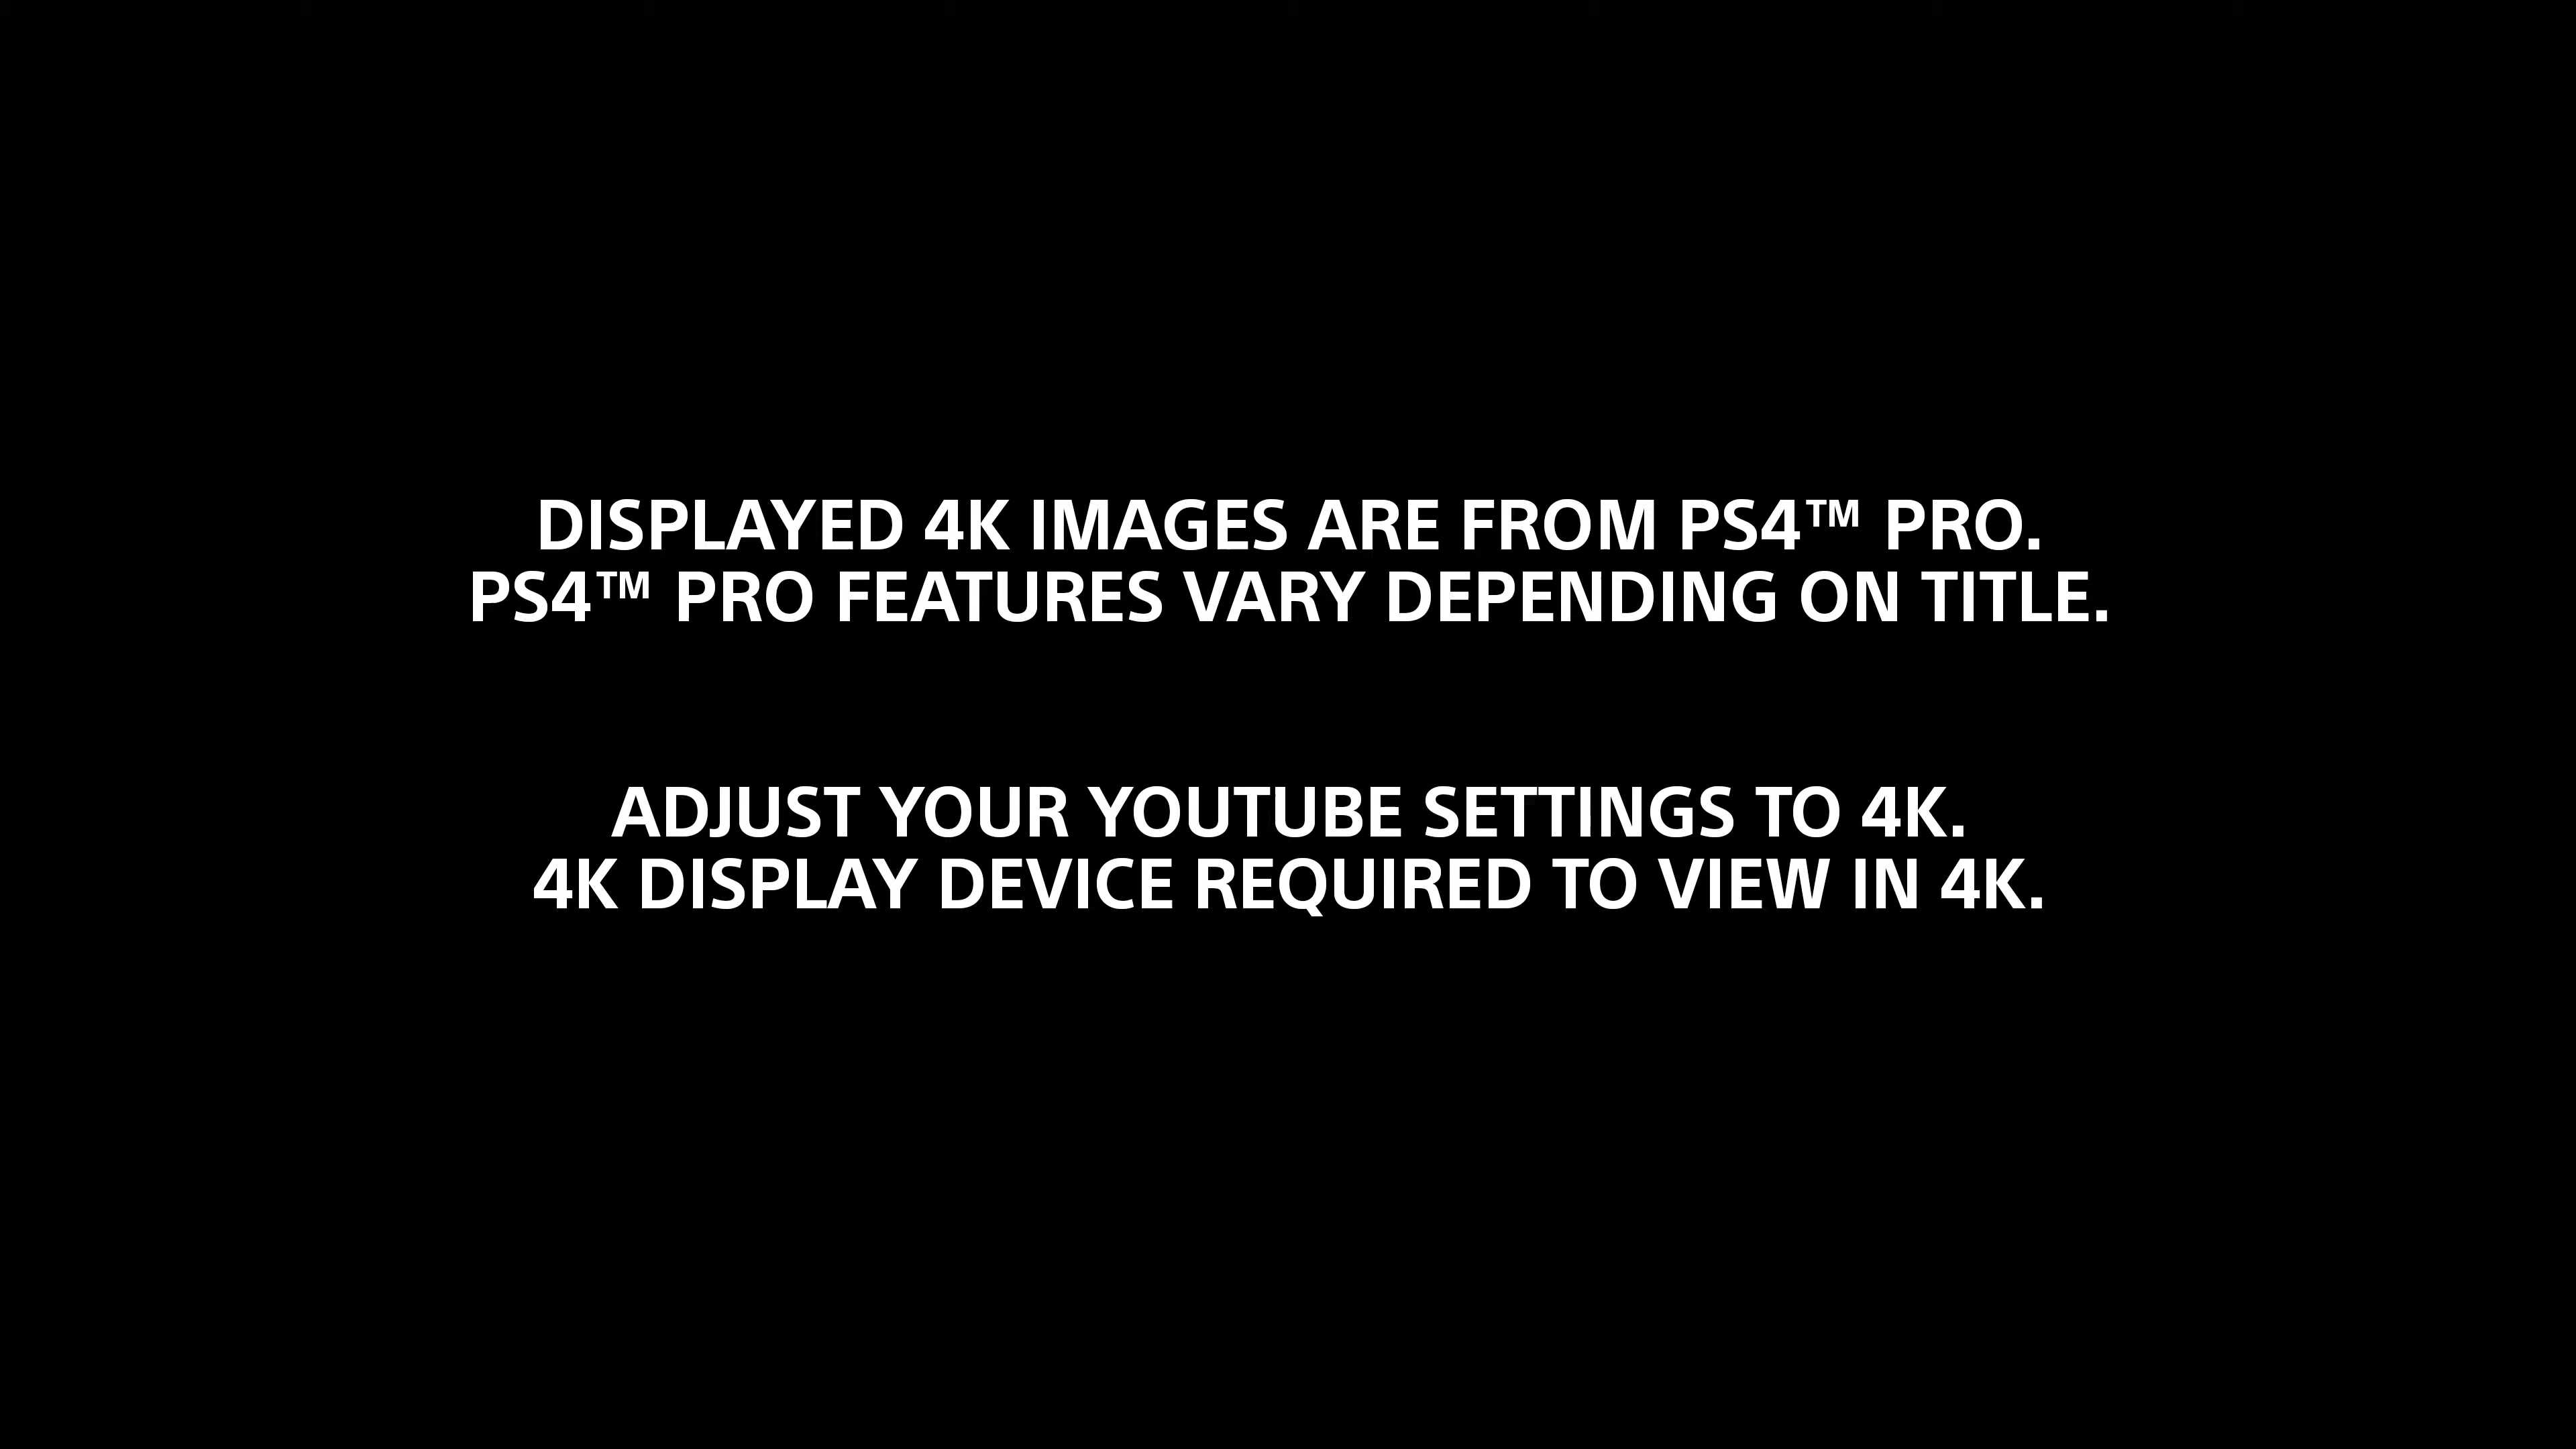 DISPLAYED 4K IMAGES ARE FROM PS4™ PRO.
PS4™ PRO FEATURES VARY DEPENDING ON TITLE.
ADJUST YOUR YOUTUBE SETTINGS TO 4K.
4K DISPLAY DEVICE REQUIRED TO VIEW IN 4K.